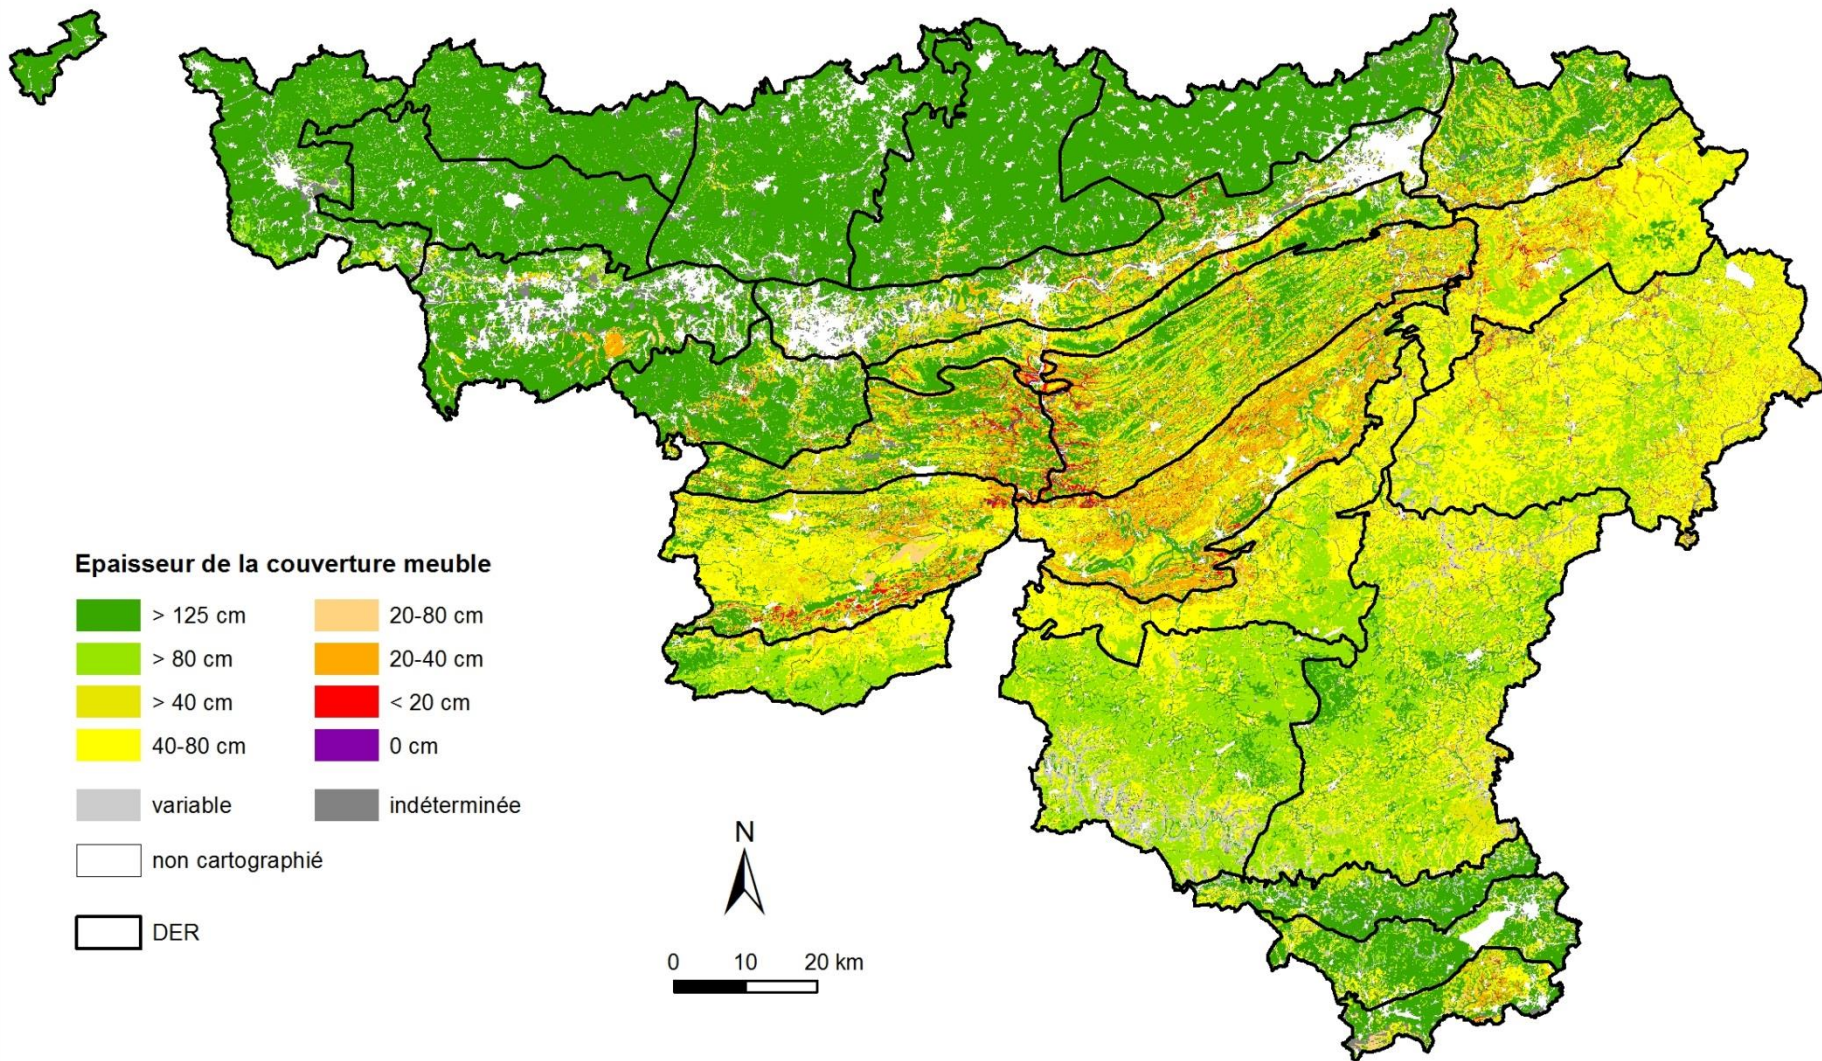 Epaisseur de la couverture meuble
> 125 cm
20-80 cm
> 80 cm
20-40 cm
> 40 cm
< 20 cm
40-80 cm
0 cm
variable
indéterminée
non cartographié
DER
N
0 10 20 km